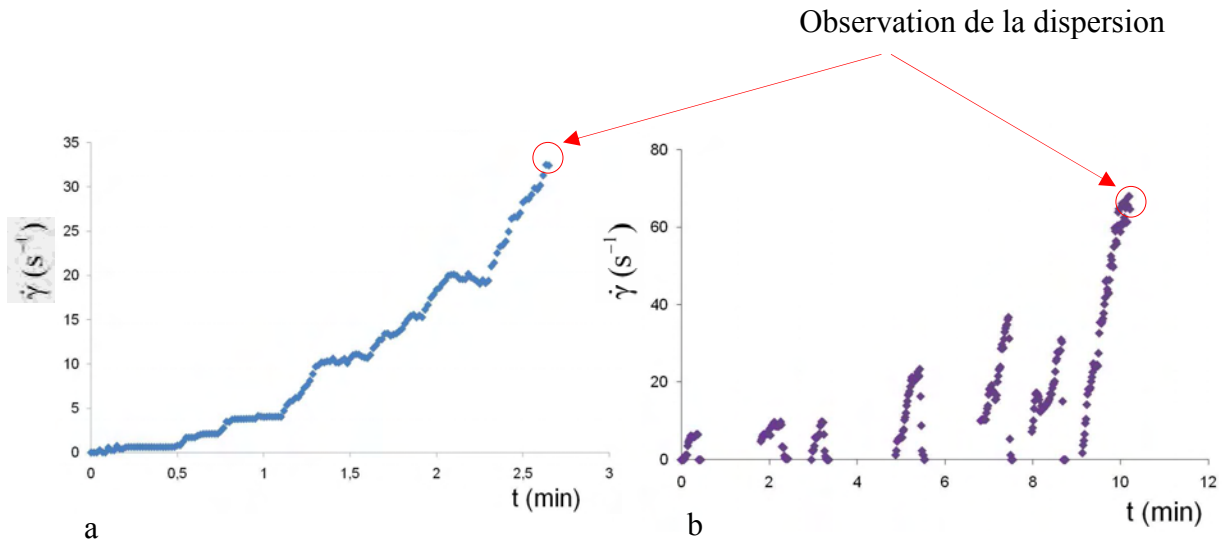 Observation de la dispersion
35
30
25
20
15
10
5
0
γ̇ (s⁻¹)
0 0,5 1 1,5 2 2,5 3
t (min)
a
80
60
40
20
0
γ̇ (s⁻¹)
0 2 4 6 8 10 12
t (min)
b